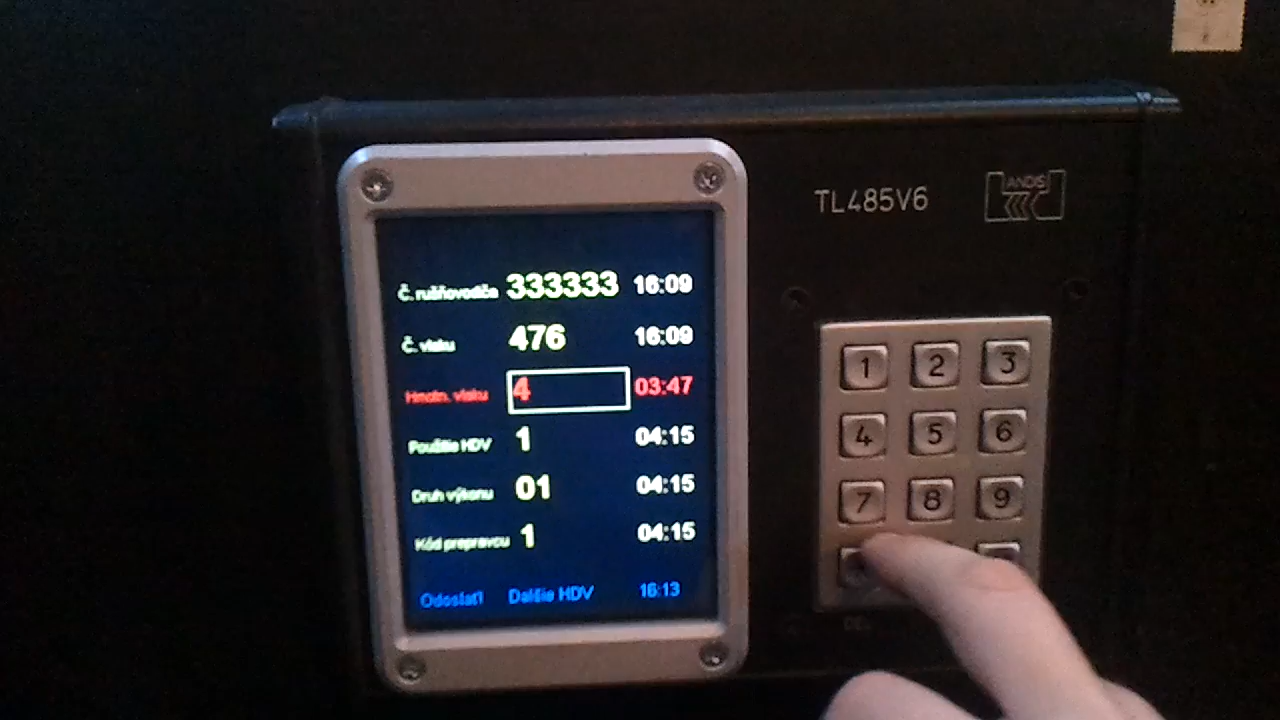 TL485V6
ANDIS
Č. rušňovodiča 333333 16:09
Č. vlaku 476 16:09
Hmotn. vlaku 4 03:47
Použitie HDV 1 04:15
Druh výkonu 01 04:15
Kód prepravcu 1 04:15
Odoslať! Ďalšie HDV 16:13
1 2 3
4 5 6
7 8 9
DEL